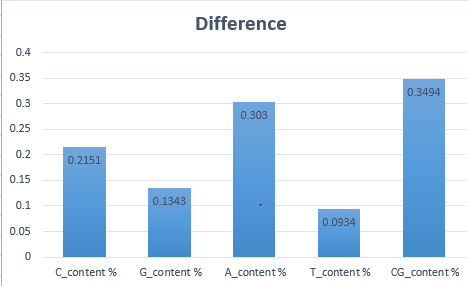 Difference
0.4
0.35
0.3
0.25
0.2
0.15
0.1
0.05
0
0.2151
0.1343
0.303
0.0934
0.3494
C_content %
G_content %
A_content %
T_content %
CG_content %